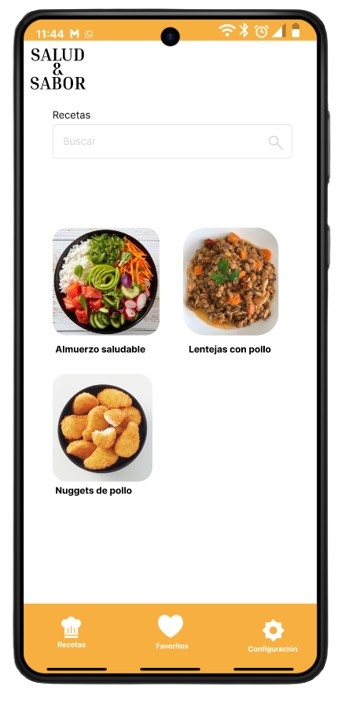 11:44
SALUD
&
SABOR
Recetas
Buscar
Almuerzo saludable
Lentejas con pollo
Nuggets de pollo
Recetas
Favoritos
Configuración